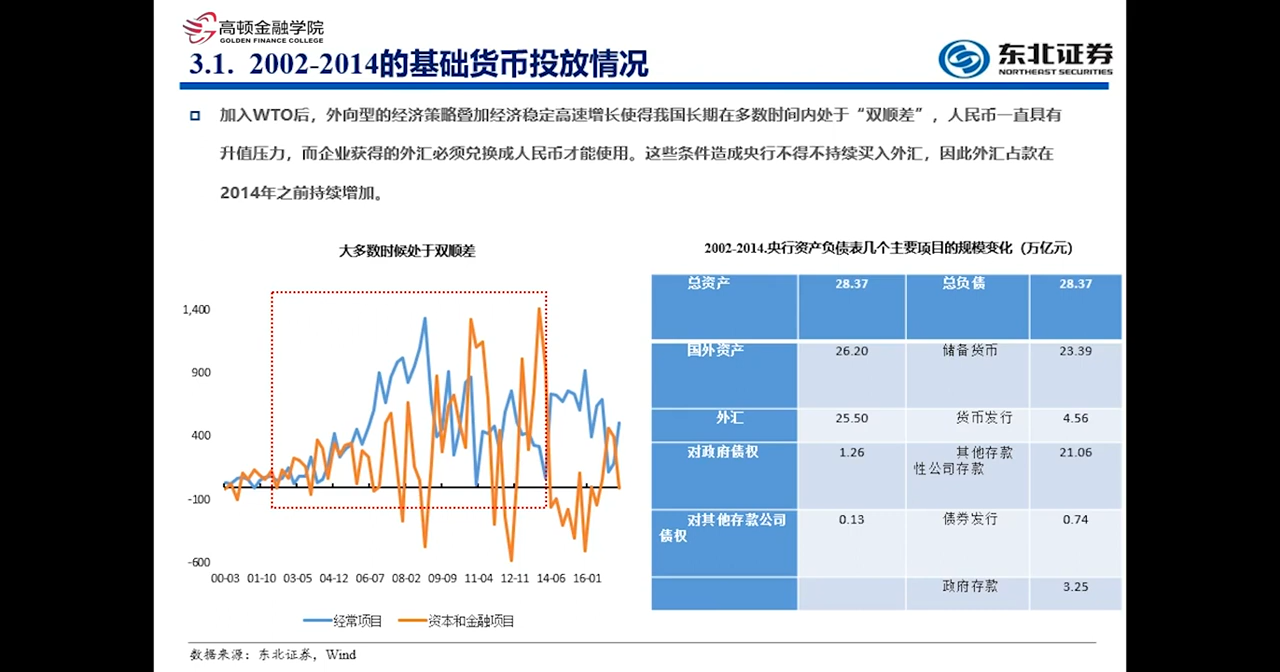 高顿金融学院
GOLDEN FINANCE COLLEGE
3.1. 2002-2014的基础货币投放情况
东北证券
NORTHEAST SECURITIES
加入WTO后，外向型的经济策略叠加经济稳定高速增长使得我国长期在多数时间内处于“双顺差”，人民币一直具有
升值压力，而企业获得的外汇必须兑换成人民币才能使用。这些条件造成央行不得不持续买入外汇，因此外汇占款在
2014年之前持续增加。
大多数时候处于双顺差
1,400
900
400
-100
-600
00-03 01-10 03-05 04-12 06-07 08-02 09-09 11-04 12-11 14-06 16-01
经常项目 资本和金融项目
2002-2014.央行资产负债表几个主要项目的规模变化（万亿元）
总资产 28.37 总负债 28.37
国外资产 26.20 储备货币 23.39
外汇 25.50 货币发行 4.56
对政府债权 1.26 其他存款 21.06
性公司存款
对其他存款公司 0.13 债券发行 0.74
债权
政府存款 3.25
数据来源：东北证券，Wind